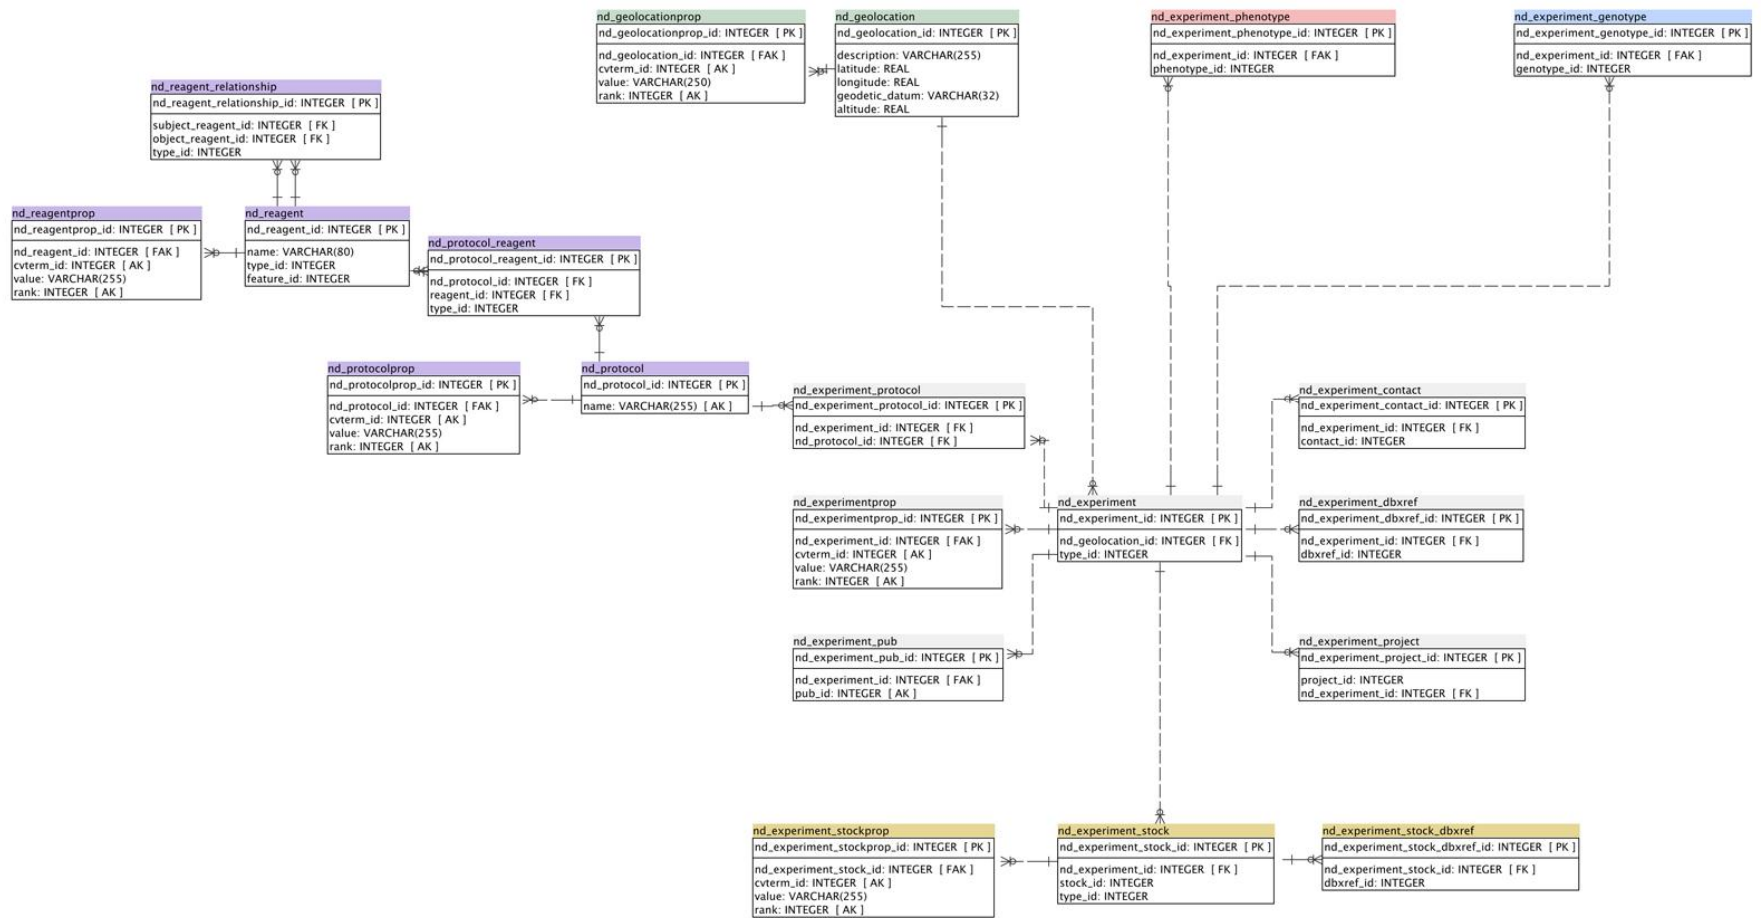 nd_geolocationprop
nd_geolocationprop_id: INTEGER [ PK ]
nd_geolocation_id: INTEGER [ FAK ]
cvterm_id: INTEGER [ AK ]
value: VARCHAR(250)
rank: INTEGER [ AK ]
nd_geolocation
nd_geolocation_id: INTEGER [ PK ]
description: VARCHAR(255)
latitude: REAL
longitude: REAL
geodetic_datum: VARCHAR(32)
altitude: REAL
nd_experiment_phenotype
nd_experiment_phenotype_id: INTEGER [ PK ]
nd_experiment_id: INTEGER [ FAK ]
phenotype_id: INTEGER
nd_experiment_genotype
nd_experiment_genotype_id: INTEGER [ PK ]
nd_experiment_id: INTEGER [ FAK ]
genotype_id: INTEGER
nd_reagent_relationship
nd_reagent_relationship_id: INTEGER [ PK ]
subject_reagent_id: INTEGER [ FK ]
object_reagent_id: INTEGER [ FK ]
type_id: INTEGER
nd_reagentprop
nd_reagentprop_id: INTEGER [ PK ]
nd_reagent_id: INTEGER [ FAK ]
cvterm_id: INTEGER [ AK ]
value: VARCHAR(255)
rank: INTEGER [ AK ]
nd_reagent
nd_reagent_id: INTEGER [ PK ]
name: VARCHAR(80)
type_id: INTEGER
feature_id: INTEGER
nd_protocol_reagent
nd_protocol_reagent_id: INTEGER [ PK ]
nd_protocol_id: INTEGER [ FK ]
reagent_id: INTEGER [ FK ]
type_id: INTEGER
nd_protocolprop
nd_protocolprop_id: INTEGER [ PK ]
nd_protocol_id: INTEGER [ FAK ]
cvterm_id: INTEGER [ AK ]
value: VARCHAR(255)
rank: INTEGER [ AK ]
nd_protocol
nd_protocol_id: INTEGER [ PK ]
name: VARCHAR(255) [ AK ]
nd_experiment_protocol
nd_experiment_protocol_id: INTEGER [ PK ]
nd_experiment_id: INTEGER [ FK ]
nd_protocol_id: INTEGER [ FK ]
nd_experiment_contact
nd_experiment_contact_id: INTEGER [ PK ]
nd_experiment_id: INTEGER [ FK ]
contact_id: INTEGER
nd_experimentprop
nd_experimentprop_id: INTEGER [ PK ]
nd_experiment_id: INTEGER [ FAK ]
cvterm_id: INTEGER [ AK ]
value: VARCHAR(255)
rank: INTEGER [ AK ]
nd_experiment
nd_experiment_id: INTEGER [ PK ]
nd_geolocation_id: INTEGER [ FK ]
type_id: INTEGER
nd_experiment_dbxref
nd_experiment_dbxref_id: INTEGER [ PK ]
nd_experiment_id: INTEGER [ FK ]
dbxref_id: INTEGER
nd_experiment_pub
nd_experiment_pub_id: INTEGER [ PK ]
nd_experiment_id: INTEGER [ FAK ]
pub_id: INTEGER [ AK ]
nd_experiment_project
nd_experiment_project_id: INTEGER [ PK ]
project_id: INTEGER
nd_experiment_id: INTEGER [ FK ]
nd_experiment_stockprop
nd_experiment_stockprop_id: INTEGER [ PK ]
nd_experiment_stock_id: INTEGER [ FAK ]
cvterm_id: INTEGER [ AK ]
value: VARCHAR(255)
rank: INTEGER [ AK ]
nd_experiment_stock
nd_experiment_stock_id: INTEGER [ PK ]
nd_experiment_id: INTEGER [ FK ]
stock_id: INTEGER
type_id: INTEGER
nd_experiment_stock_dbxref
nd_experiment_stock_dbxref_id: INTEGER [ PK ]
nd_experiment_stock_id: INTEGER [ FK ]
dbxref_id: INTEGER